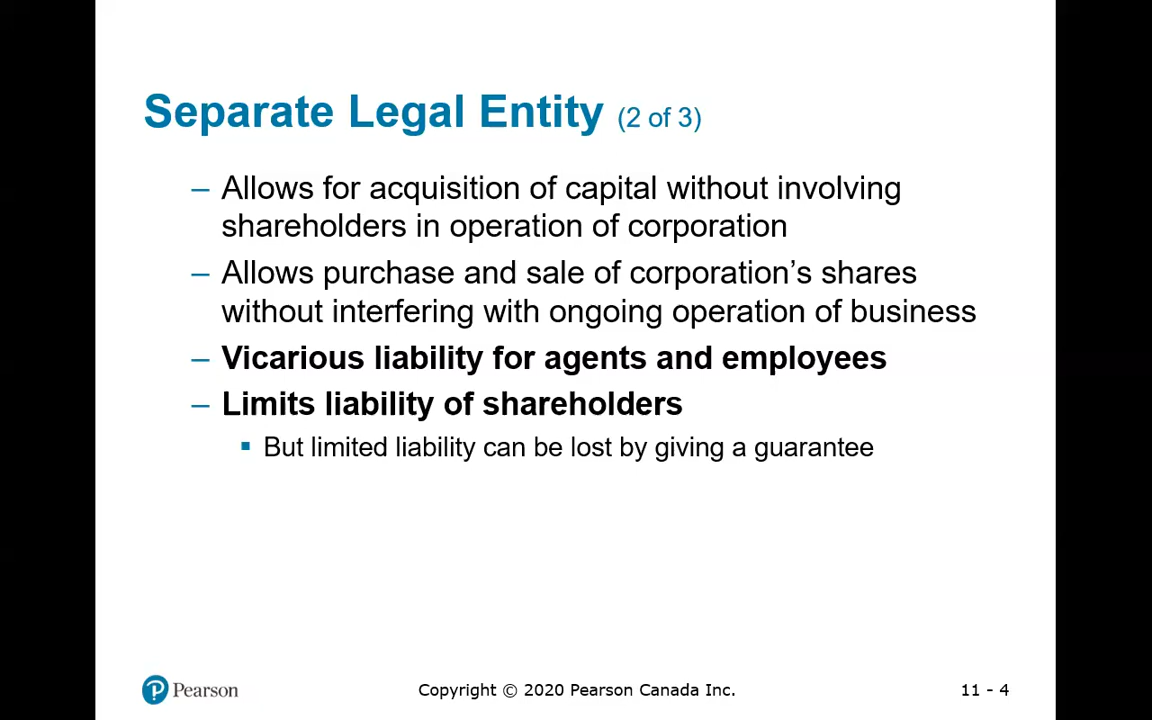 Separate Legal Entity (2 of 3)
– Allows for acquisition of capital without involving
shareholders in operation of corporation
– Allows purchase and sale of corporation’s shares
without interfering with ongoing operation of business
– Vicarious liability for agents and employees
– Limits liability of shareholders
▪ But limited liability can be lost by giving a guarantee
P Pearson
Copyright © 2020 Pearson Canada Inc.
11 - 4